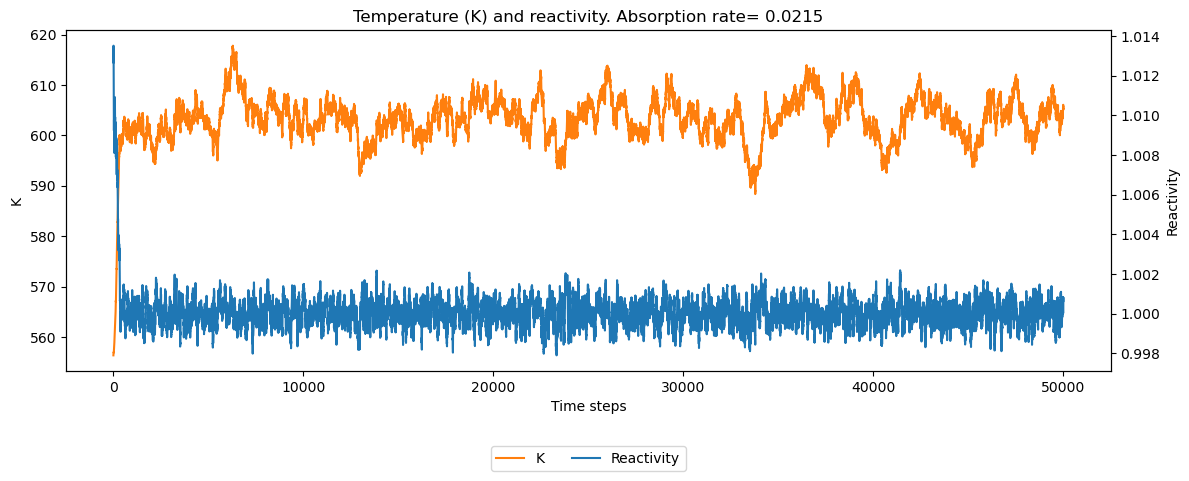 Temperature (K) and reactivity. Absorption rate= 0.0215
620
610
600
590
580
570
560
K
1.014
1.012
1.010
1.008
1.006
1.004
1.002
1.000
0.998
Reactivity
0 10000 20000 30000 40000 50000
Time steps
K Reactivity